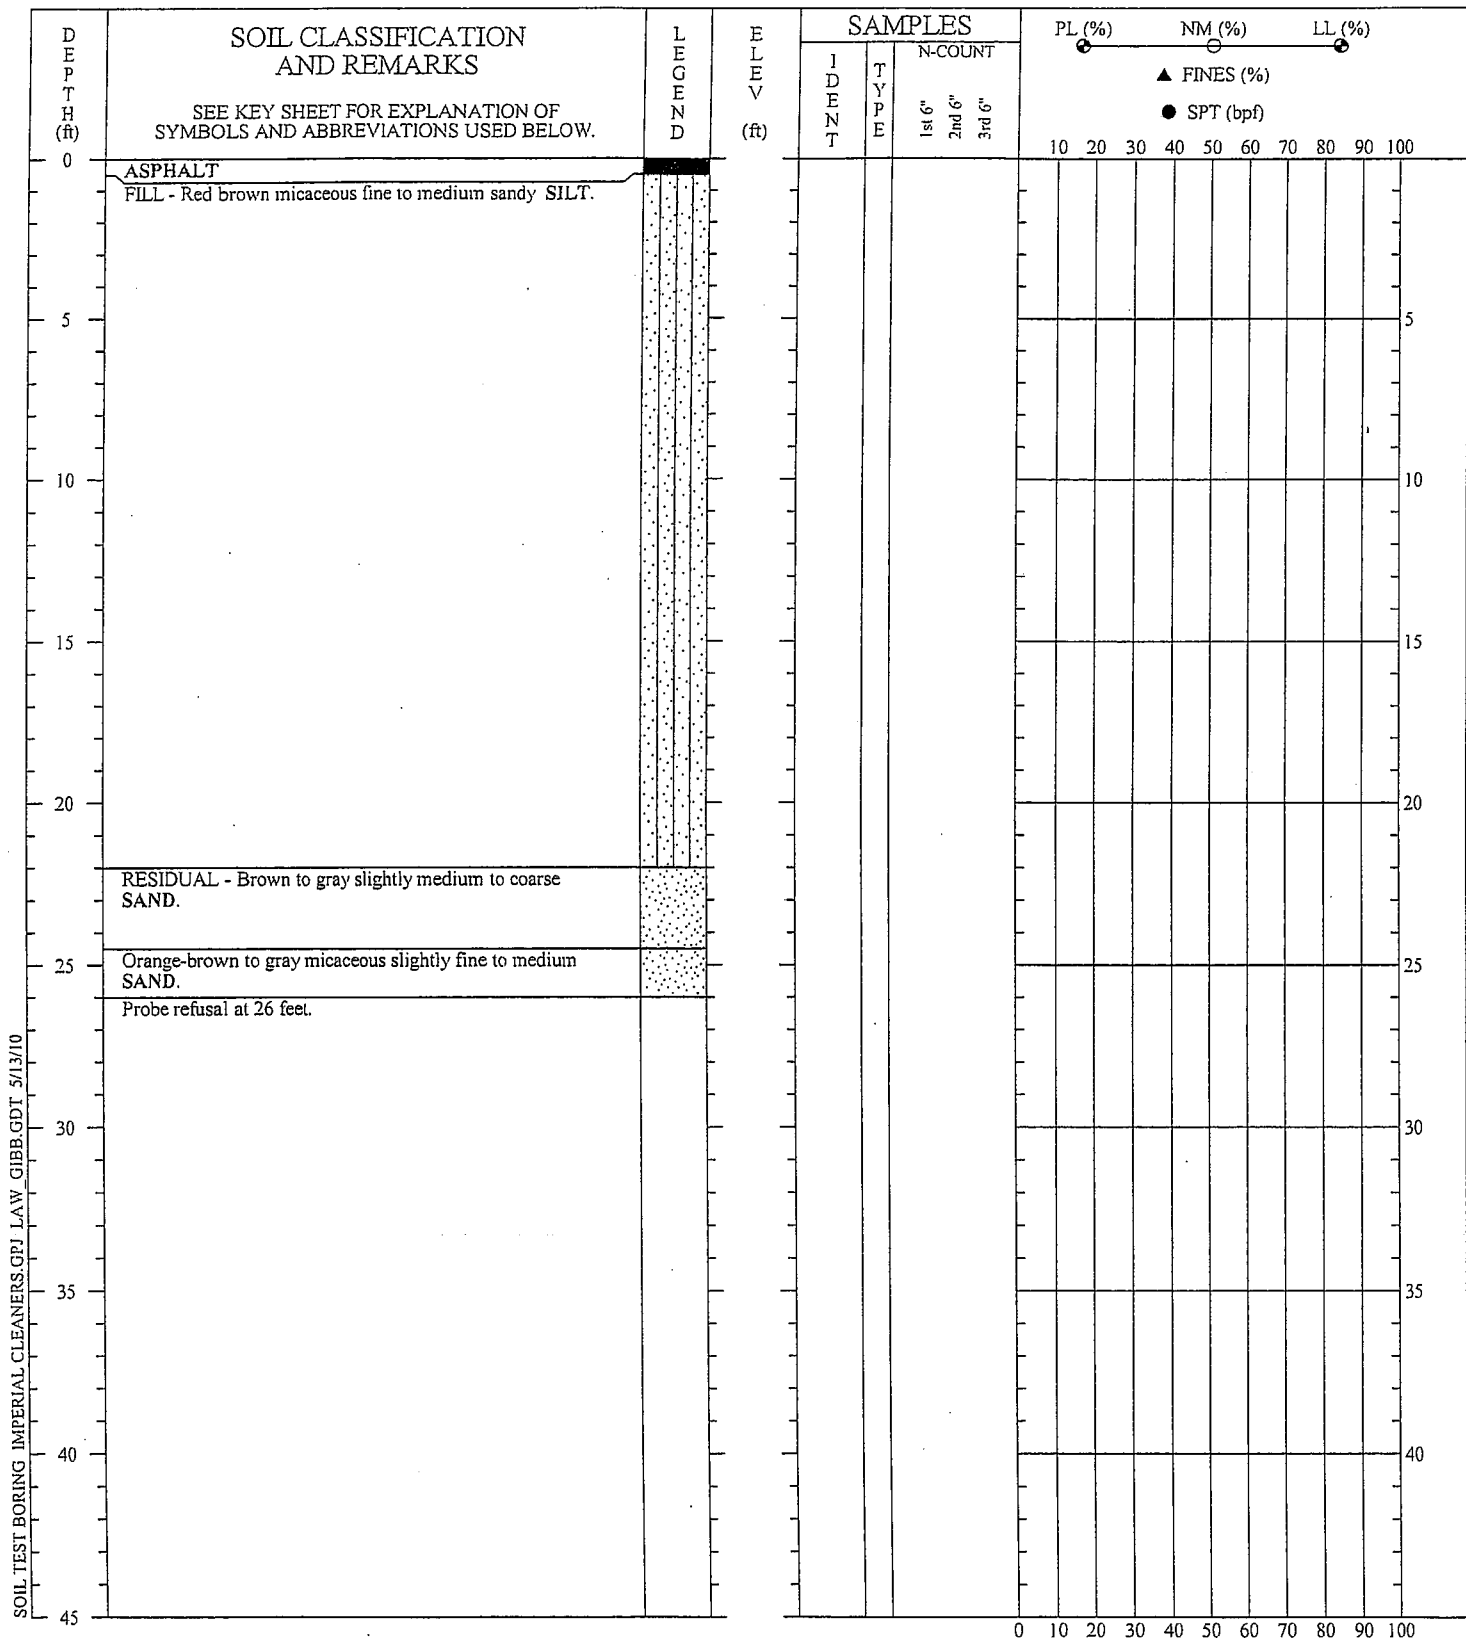 DEPTH (ft)
SOIL CLASSIFICATION
AND REMARKS
SEE KEY SHEET FOR EXPLANATION OF
SYMBOLS AND ABBREVIATIONS USED BELOW.
LEGEND
ELEV (ft)
SAMPLES
IDENT
TYPE
N-COUNT
1st 6"
2nd 6"
3rd 6"
PL (%) NM (%) LL (%)
▲ FINES (%)
● SPT (bpf)
10 20 30 40 50 60 70 80 90 100
0
ASPHALT
FILL - Red brown micaceous fine to medium sandy SILT.
5 5
10 10
15 15
20 20
RESIDUAL - Brown to gray slightly medium to coarse
SAND.
Orange-brown to gray micaceous slightly fine to medium
25 25
SAND.
Probe refusal at 26 feet.
30 30
35 35
40 40
45
0 10 20 30 40 50 60 70 80 90 100
SOIL TEST BORING IMPERIAL CLEANERS.GPJ LAW_GIBB.GDT 5/13/10